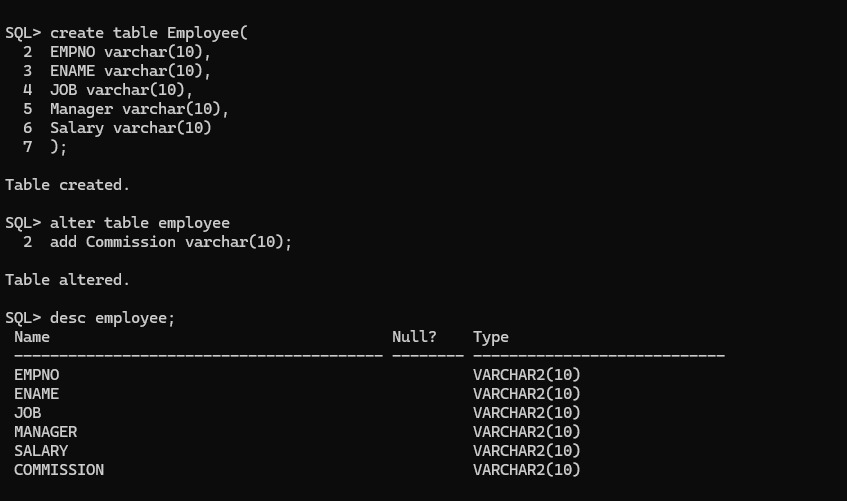 SQL> create table Employee(
  2  EMPNO varchar(10),
  3  ENAME varchar(10),
  4  JOB varchar(10),
  5  Manager varchar(10),
  6  Salary varchar(10)
  7  );

Table created.

SQL> alter table employee
  2  add Commission varchar(10);

Table altered.

SQL> desc employee;
 Name                                      Null?    Type
 ----------------------------------------- -------- ----------------------------
 EMPNO                                              VARCHAR2(10)
 ENAME                                              VARCHAR2(10)
 JOB                                                VARCHAR2(10)
 MANAGER                                            VARCHAR2(10)
 SALARY                                             VARCHAR2(10)
 COMMISSION                                         VARCHAR2(10)